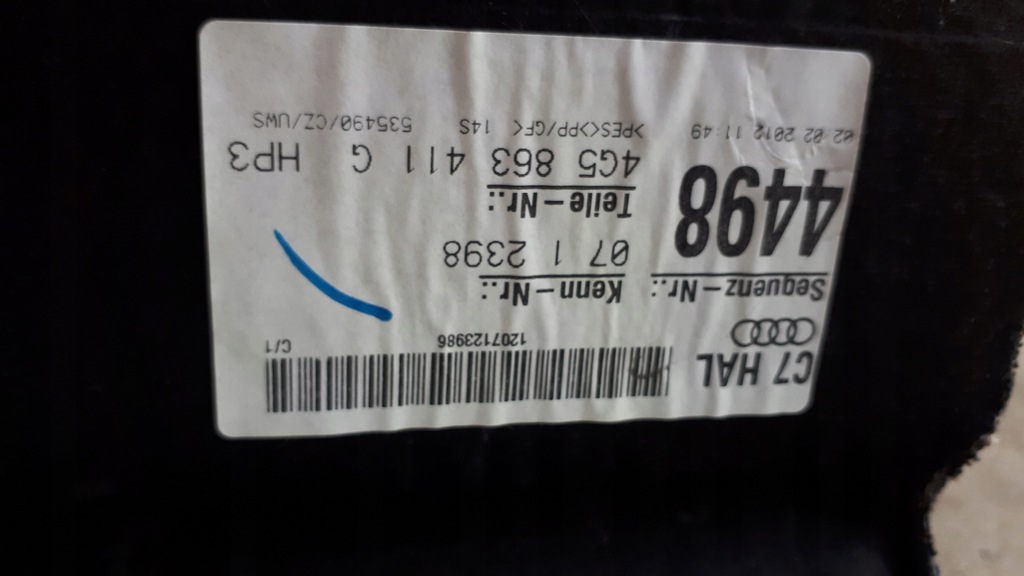 C7 HAL
1207123986 C/1
Sequenz-Nr.: Kenn-Nr.:
4498 07 1 2398
Teile-Nr.:
4G5 863 411 G HP3
02 02 2012 11:49 >PES<>PP/GF< 14S 535490/CZ/UWS